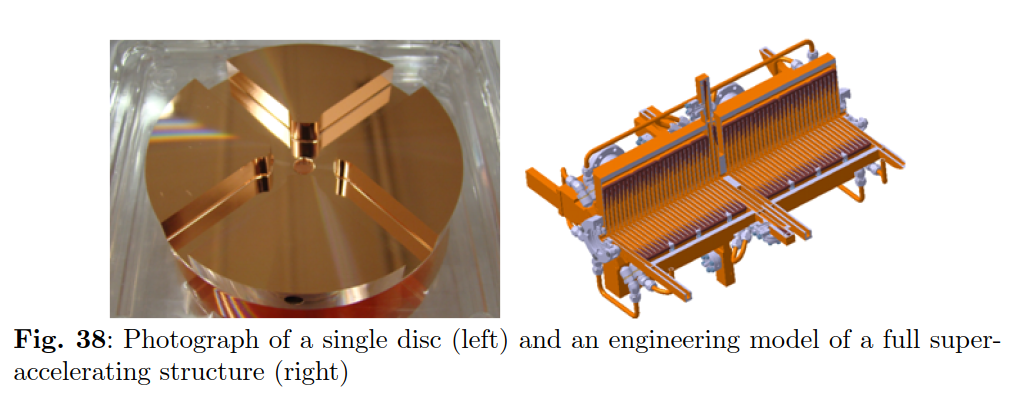 Fig. 38: Photograph of a single disc (left) and an engineering model of a full super-
accelerating structure (right)